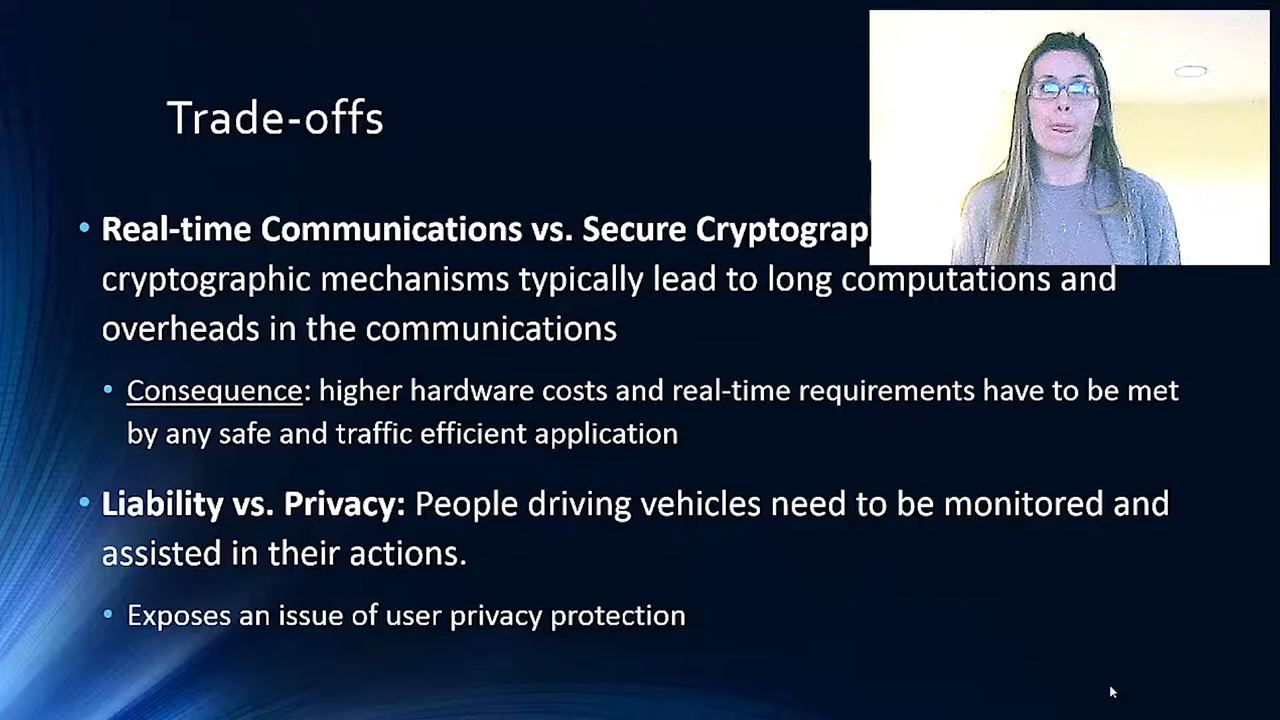 Trade-offs
• Real-time Communications vs. Secure
cryptographic mechanisms typically lead to long computations and
overheads in the communications
• Consequence: higher hardware costs and real-time requirements have to be met
by any safe and traffic efficient application
• Liability vs. Privacy: People driving vehicles need to be monitored and
assisted in their actions.
• Exposes an issue of user privacy protection